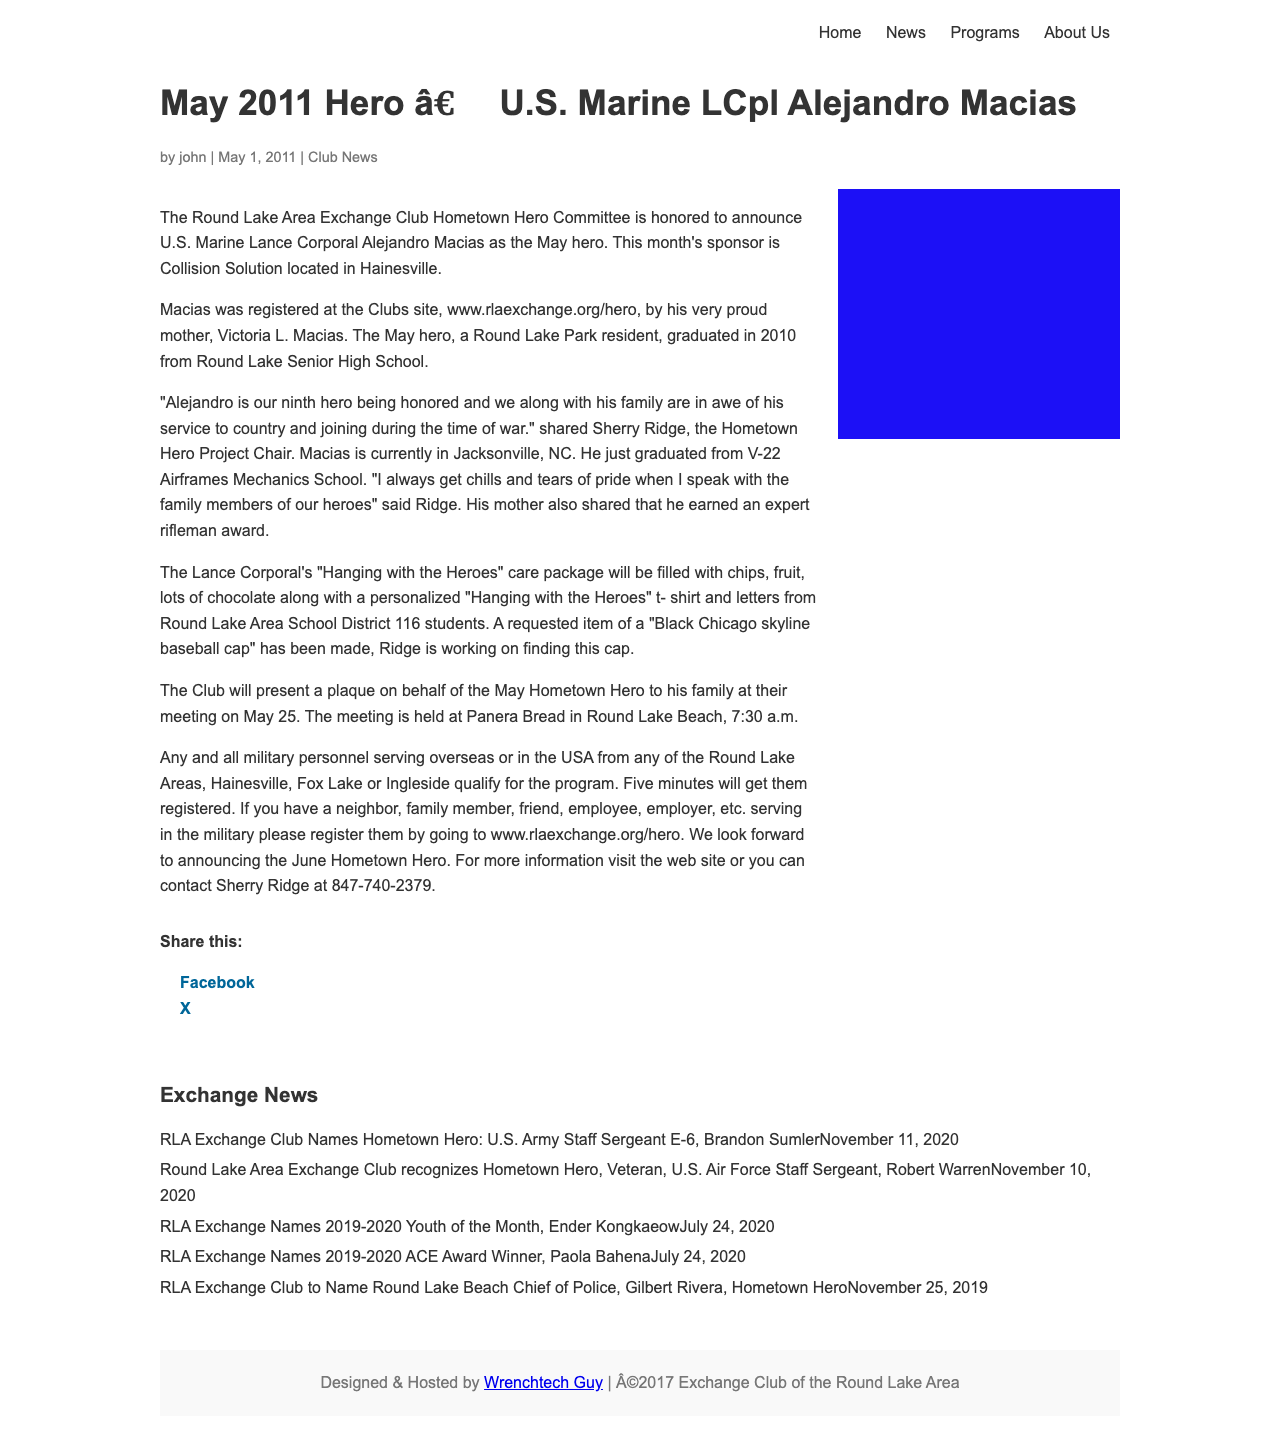 Home News Programs About Us
May 2011 Hero â€ U.S. Marine LCpl Alejandro Macias
by john | May 1, 2011 | Club News
The Round Lake Area Exchange Club Hometown Hero Committee is honored to announce
U.S. Marine Lance Corporal Alejandro Macias as the May hero. This month's sponsor is
Collision Solution located in Hainesville.
Macias was registered at the Clubs site, www.rlaexchange.org/hero, by his very proud
mother, Victoria L. Macias. The May hero, a Round Lake Park resident, graduated in 2010
from Round Lake Senior High School.
"Alejandro is our ninth hero being honored and we along with his family are in awe of his
service to country and joining during the time of war." shared Sherry Ridge, the Hometown
Hero Project Chair. Macias is currently in Jacksonville, NC. He just graduated from V-22
Airframes Mechanics School. "I always get chills and tears of pride when I speak with the
family members of our heroes" said Ridge. His mother also shared that he earned an expert
rifleman award.
The Lance Corporal's "Hanging with the Heroes" care package will be filled with chips, fruit,
lots of chocolate along with a personalized "Hanging with the Heroes" t- shirt and letters from
Round Lake Area School District 116 students. A requested item of a "Black Chicago skyline
baseball cap" has been made, Ridge is working on finding this cap.
The Club will present a plaque on behalf of the May Hometown Hero to his family at their
meeting on May 25. The meeting is held at Panera Bread in Round Lake Beach, 7:30 a.m.
Any and all military personnel serving overseas or in the USA from any of the Round Lake
Areas, Hainesville, Fox Lake or Ingleside qualify for the program. Five minutes will get them
registered. If you have a neighbor, family member, friend, employee, employer, etc. serving
in the military please register them by going to www.rlaexchange.org/hero. We look forward
to announcing the June Hometown Hero. For more information visit the web site or you can
contact Sherry Ridge at 847-740-2379.
Share this:
Facebook
X
Exchange News
RLA Exchange Club Names Hometown Hero: U.S. Army Staff Sergeant E-6, Brandon SumlerNovember 11, 2020
Round Lake Area Exchange Club recognizes Hometown Hero, Veteran, U.S. Air Force Staff Sergeant, Robert WarrenNovember 10,
2020
RLA Exchange Names 2019-2020 Youth of the Month, Ender KongkaeowJuly 24, 2020
RLA Exchange Names 2019-2020 ACE Award Winner, Paola BahenaJuly 24, 2020
RLA Exchange Club to Name Round Lake Beach Chief of Police, Gilbert Rivera, Hometown HeroNovember 25, 2019
Designed & Hosted by Wrenchtech Guy | Â©2017 Exchange Club of the Round Lake Area